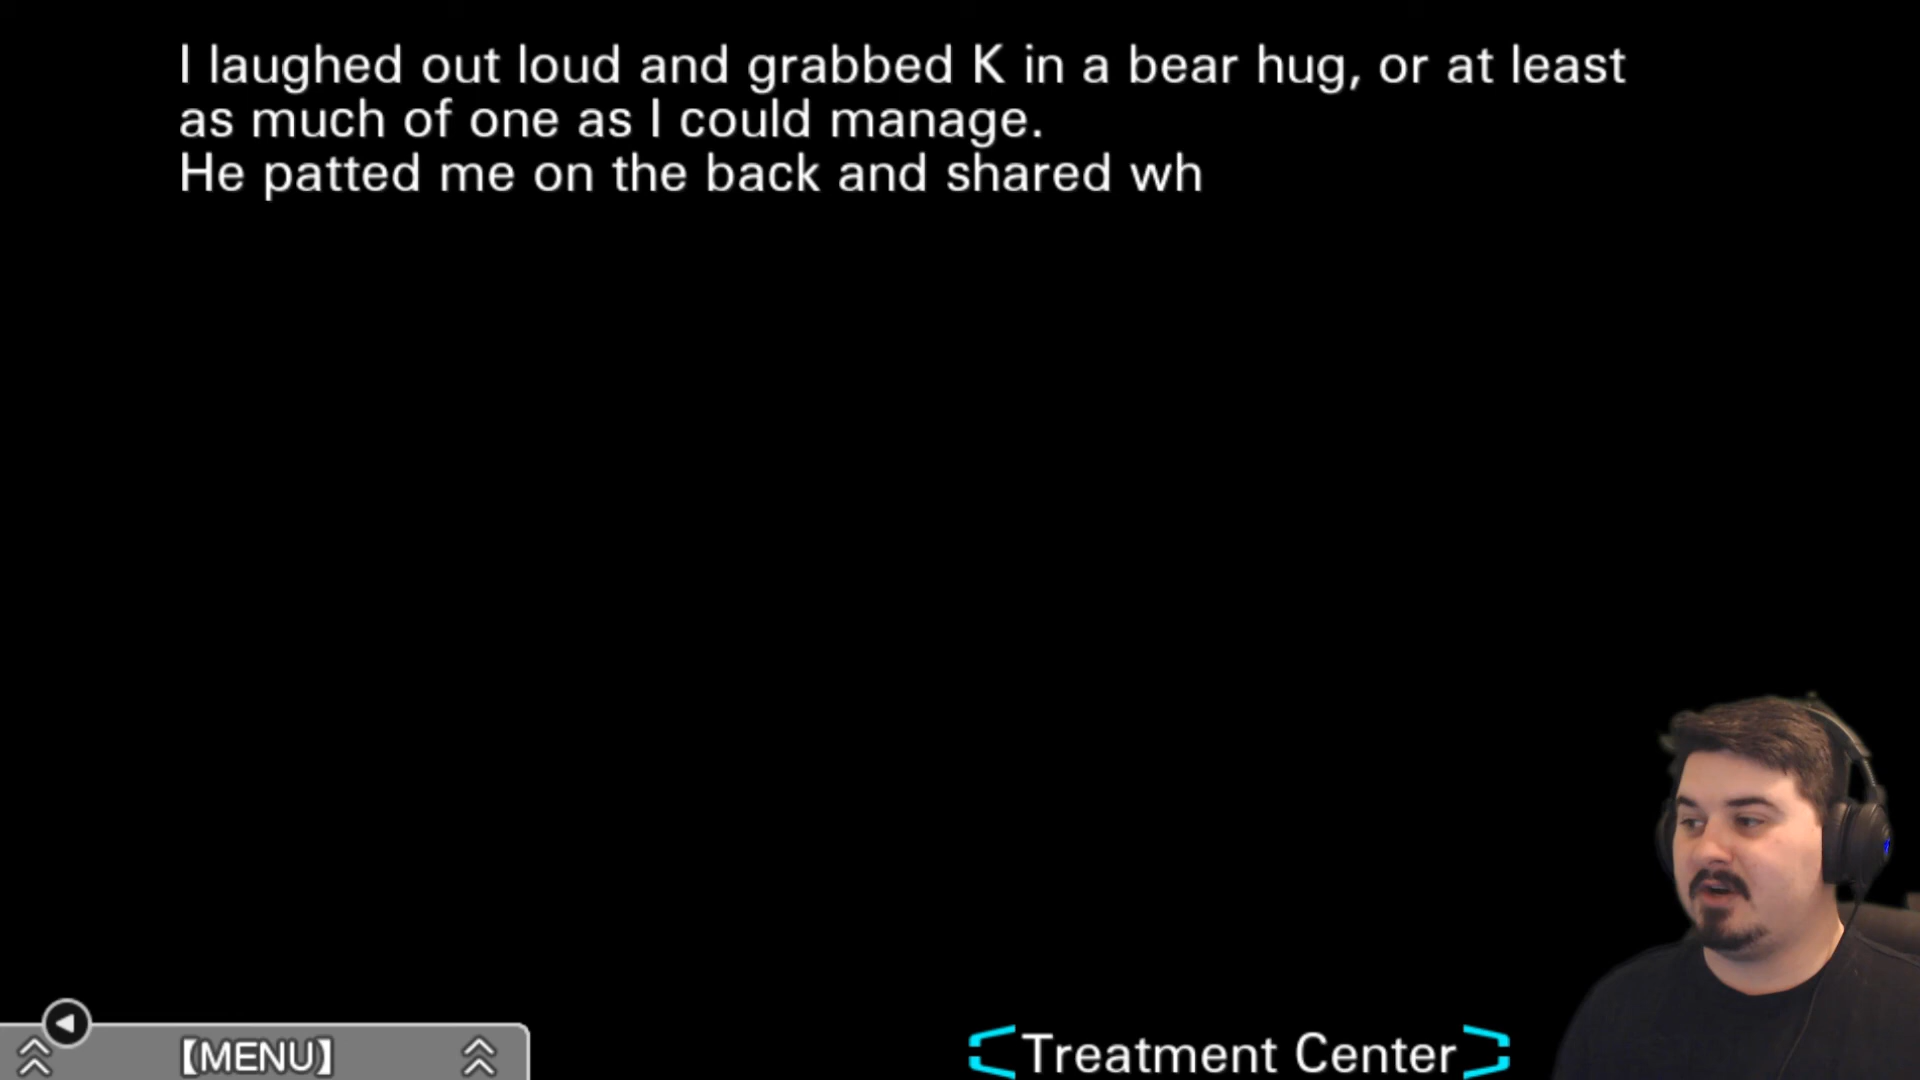 I laughed out loud and grabbed K in a bear hug, or at least
as much of one as I could manage.
He patted me on the back and shared wh
【MENU】
Treatment Center